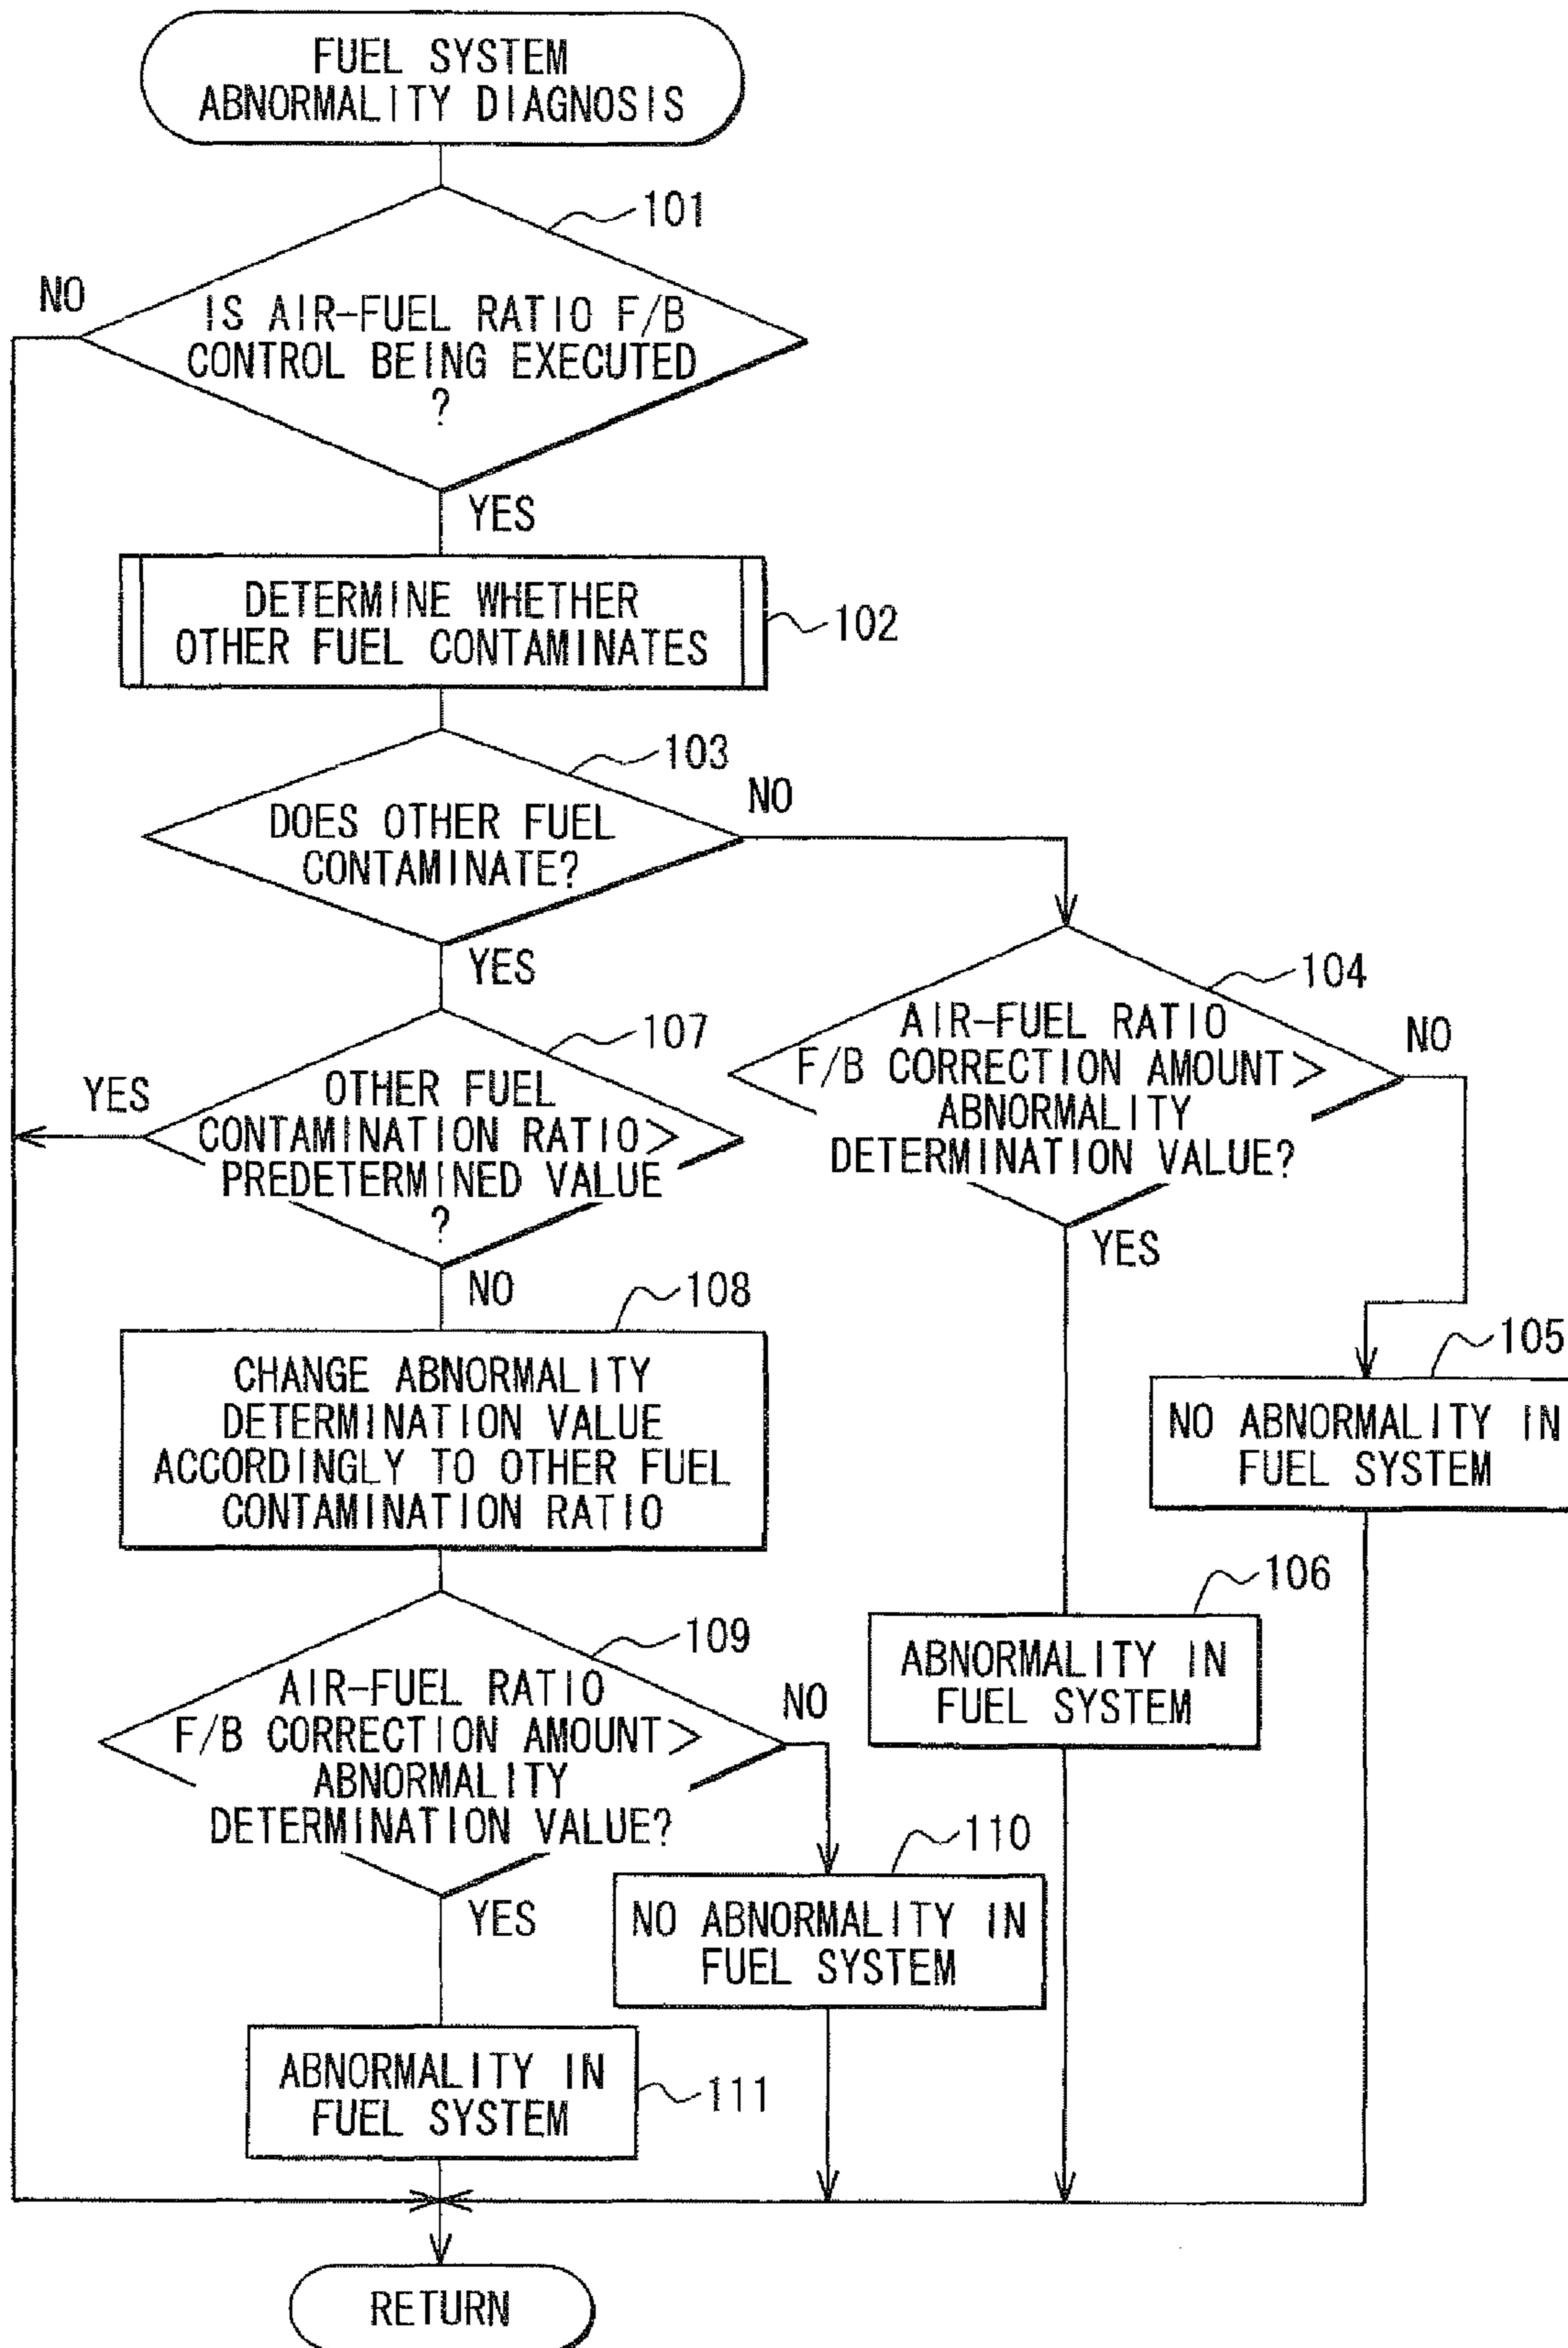 FUEL SYSTEM
ABNORMALITY DIAGNOSIS
101
NO
IS AIR-FUEL RATIO F/B
CONTROL BEING EXECUTED
?
YES
DETERMINE WHETHER
OTHER FUEL CONTAMINATES
102
103
NO
DOES OTHER FUEL
CONTAMINATE?
YES
104
AIR-FUEL RATIO
F/B CORRECTION AMOUNT>
ABNORMALITY
DETERMINATION VALUE?
NO
YES
107
YES
OTHER FUEL
CONTAMINATION RATIO>
PREDETERMINED VALUE
?
NO
108
CHANGE ABNORMALITY
DETERMINATION VALUE
ACCORDINGLY TO OTHER FUEL
CONTAMINATION RATIO
105
NO ABNORMALITY IN
FUEL SYSTEM
106
ABNORMALITY IN
FUEL SYSTEM
109
AIR-FUEL RATIO
F/B CORRECTION AMOUNT>
ABNORMALITY
DETERMINATION VALUE?
NO
YES
110
NO ABNORMALITY IN
FUEL SYSTEM
ABNORMALITY IN
FUEL SYSTEM
111
RETURN